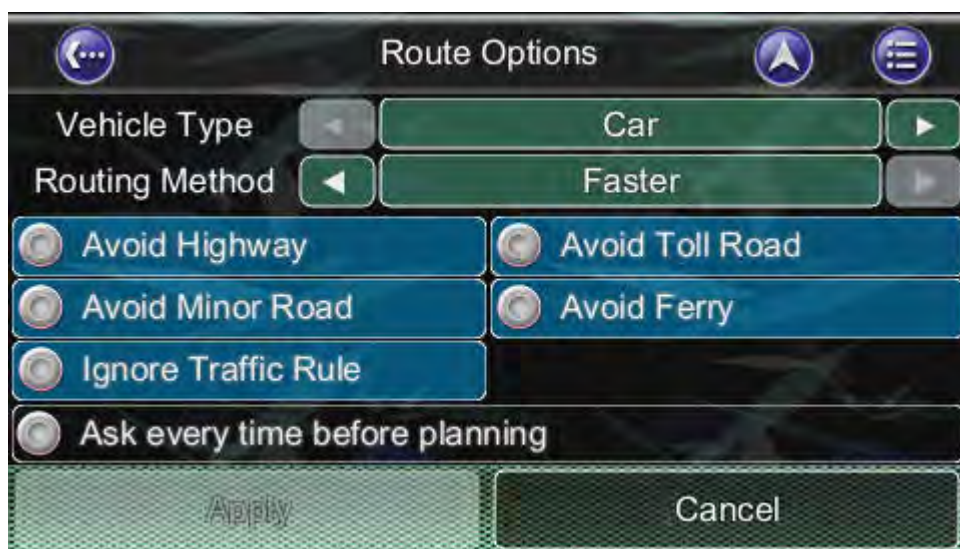 Route Options
Vehicle Type Car
Routing Method Faster
Avoid Highway Avoid Toll Road
Avoid Minor Road Avoid Ferry
Ignore Traffic Rule
Ask every time before planning
Apply Cancel